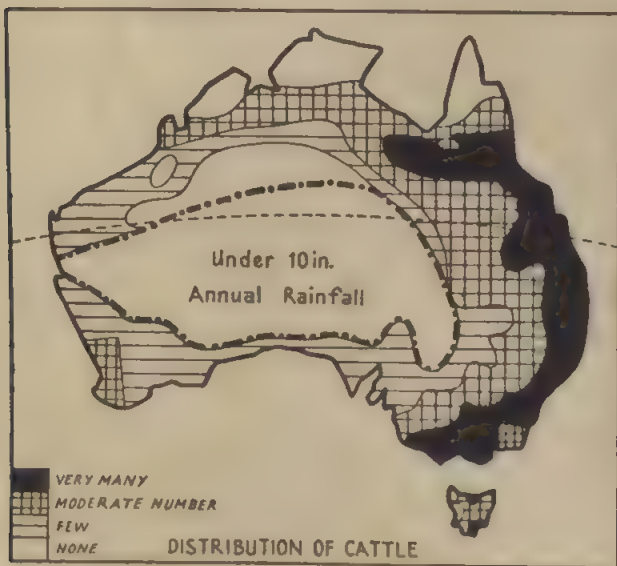 Under 10in.
Annual Rainfall
VERY MANY
MODERATE NUMBER
FEW
NONE
DISTRIBUTION OF CATTLE